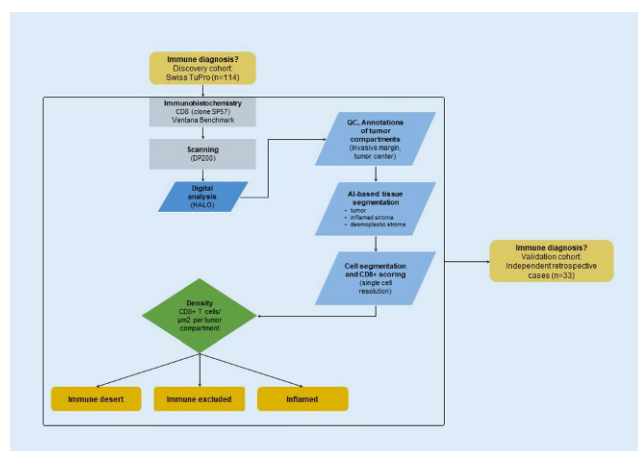 Immune diagnosis?
Discovery cohort:
Swiss TuPro (n=114)
Immunohistochemistry
CD8 (clone SP57)
Ventana Benchmark
Scanning
(DP200)
Digital
analysis
(HALO)
QC, Annotations
of tumor
compartments
(invasive margin,
tumor center)
AI-based tissue
segmentation
• tumor
• inflamed stroma
• desmoplastic stroma
Cell segmentation
and CD8+ scoring
(single cell
resolution)
Immune diagnosis?
Validation cohort:
Independent retrospective
cases (n=33)
Density
CD8+ T cells/
µm2 per tumor
compartment
Immune desert
Immune excluded
Inflamed